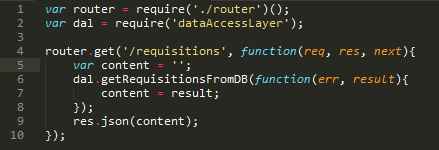 1 var router = require('./router')();
2 var dal = require('dataAccessLayer');
3
4 router.get('/requisitions', function(req, res, next){
5     var content = '';
6     dal.getRequisitionsFromDB(function(err, result){
7         content = result;
8     });
9     res.json(content);
10 });